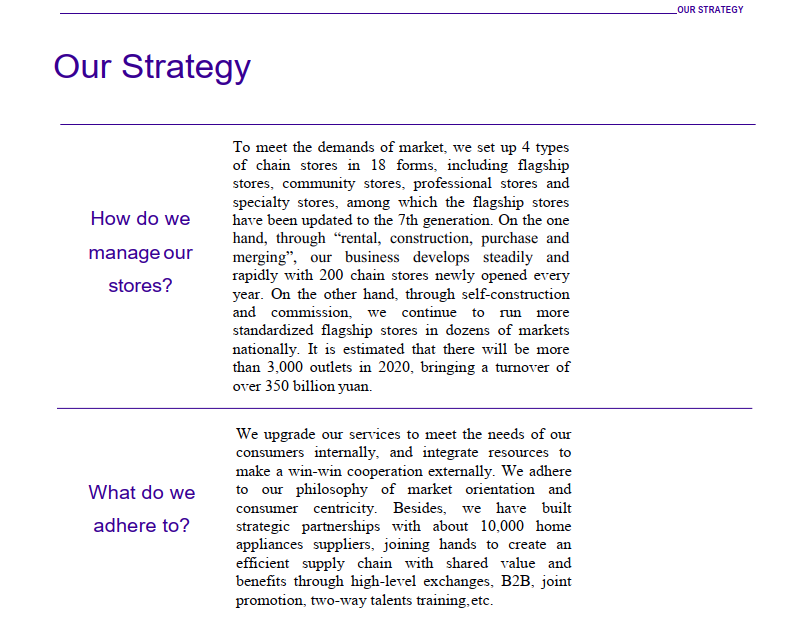 OUR STRATEGY
Our Strategy
How do we
manage our
stores?
To meet the demands of market, we set up 4 types
of chain stores in 18 forms, including flagship
stores, community stores, professional stores and
specialty stores, among which the flagship stores
have been updated to the 7th generation. On the one
hand, through “rental, construction, purchase and
merging”, our business develops steadily and
rapidly with 200 chain stores newly opened every
year. On the other hand, through self-construction
and commission, we continue to run more
standardized flagship stores in dozens of markets
nationally. It is estimated that there will be more
than 3,000 outlets in 2020, bringing a turnover of
over 350 billion yuan.
What do we
adhere to?
We upgrade our services to meet the needs of our
consumers internally, and integrate resources to
make a win-win cooperation externally. We adhere
to our philosophy of market orientation and
consumer centricity. Besides, we have built
strategic partnerships with about 10,000 home
appliances suppliers, joining hands to create an
efficient supply chain with shared value and
benefits through high-level exchanges, B2B, joint
promotion, two-way talents training, etc.